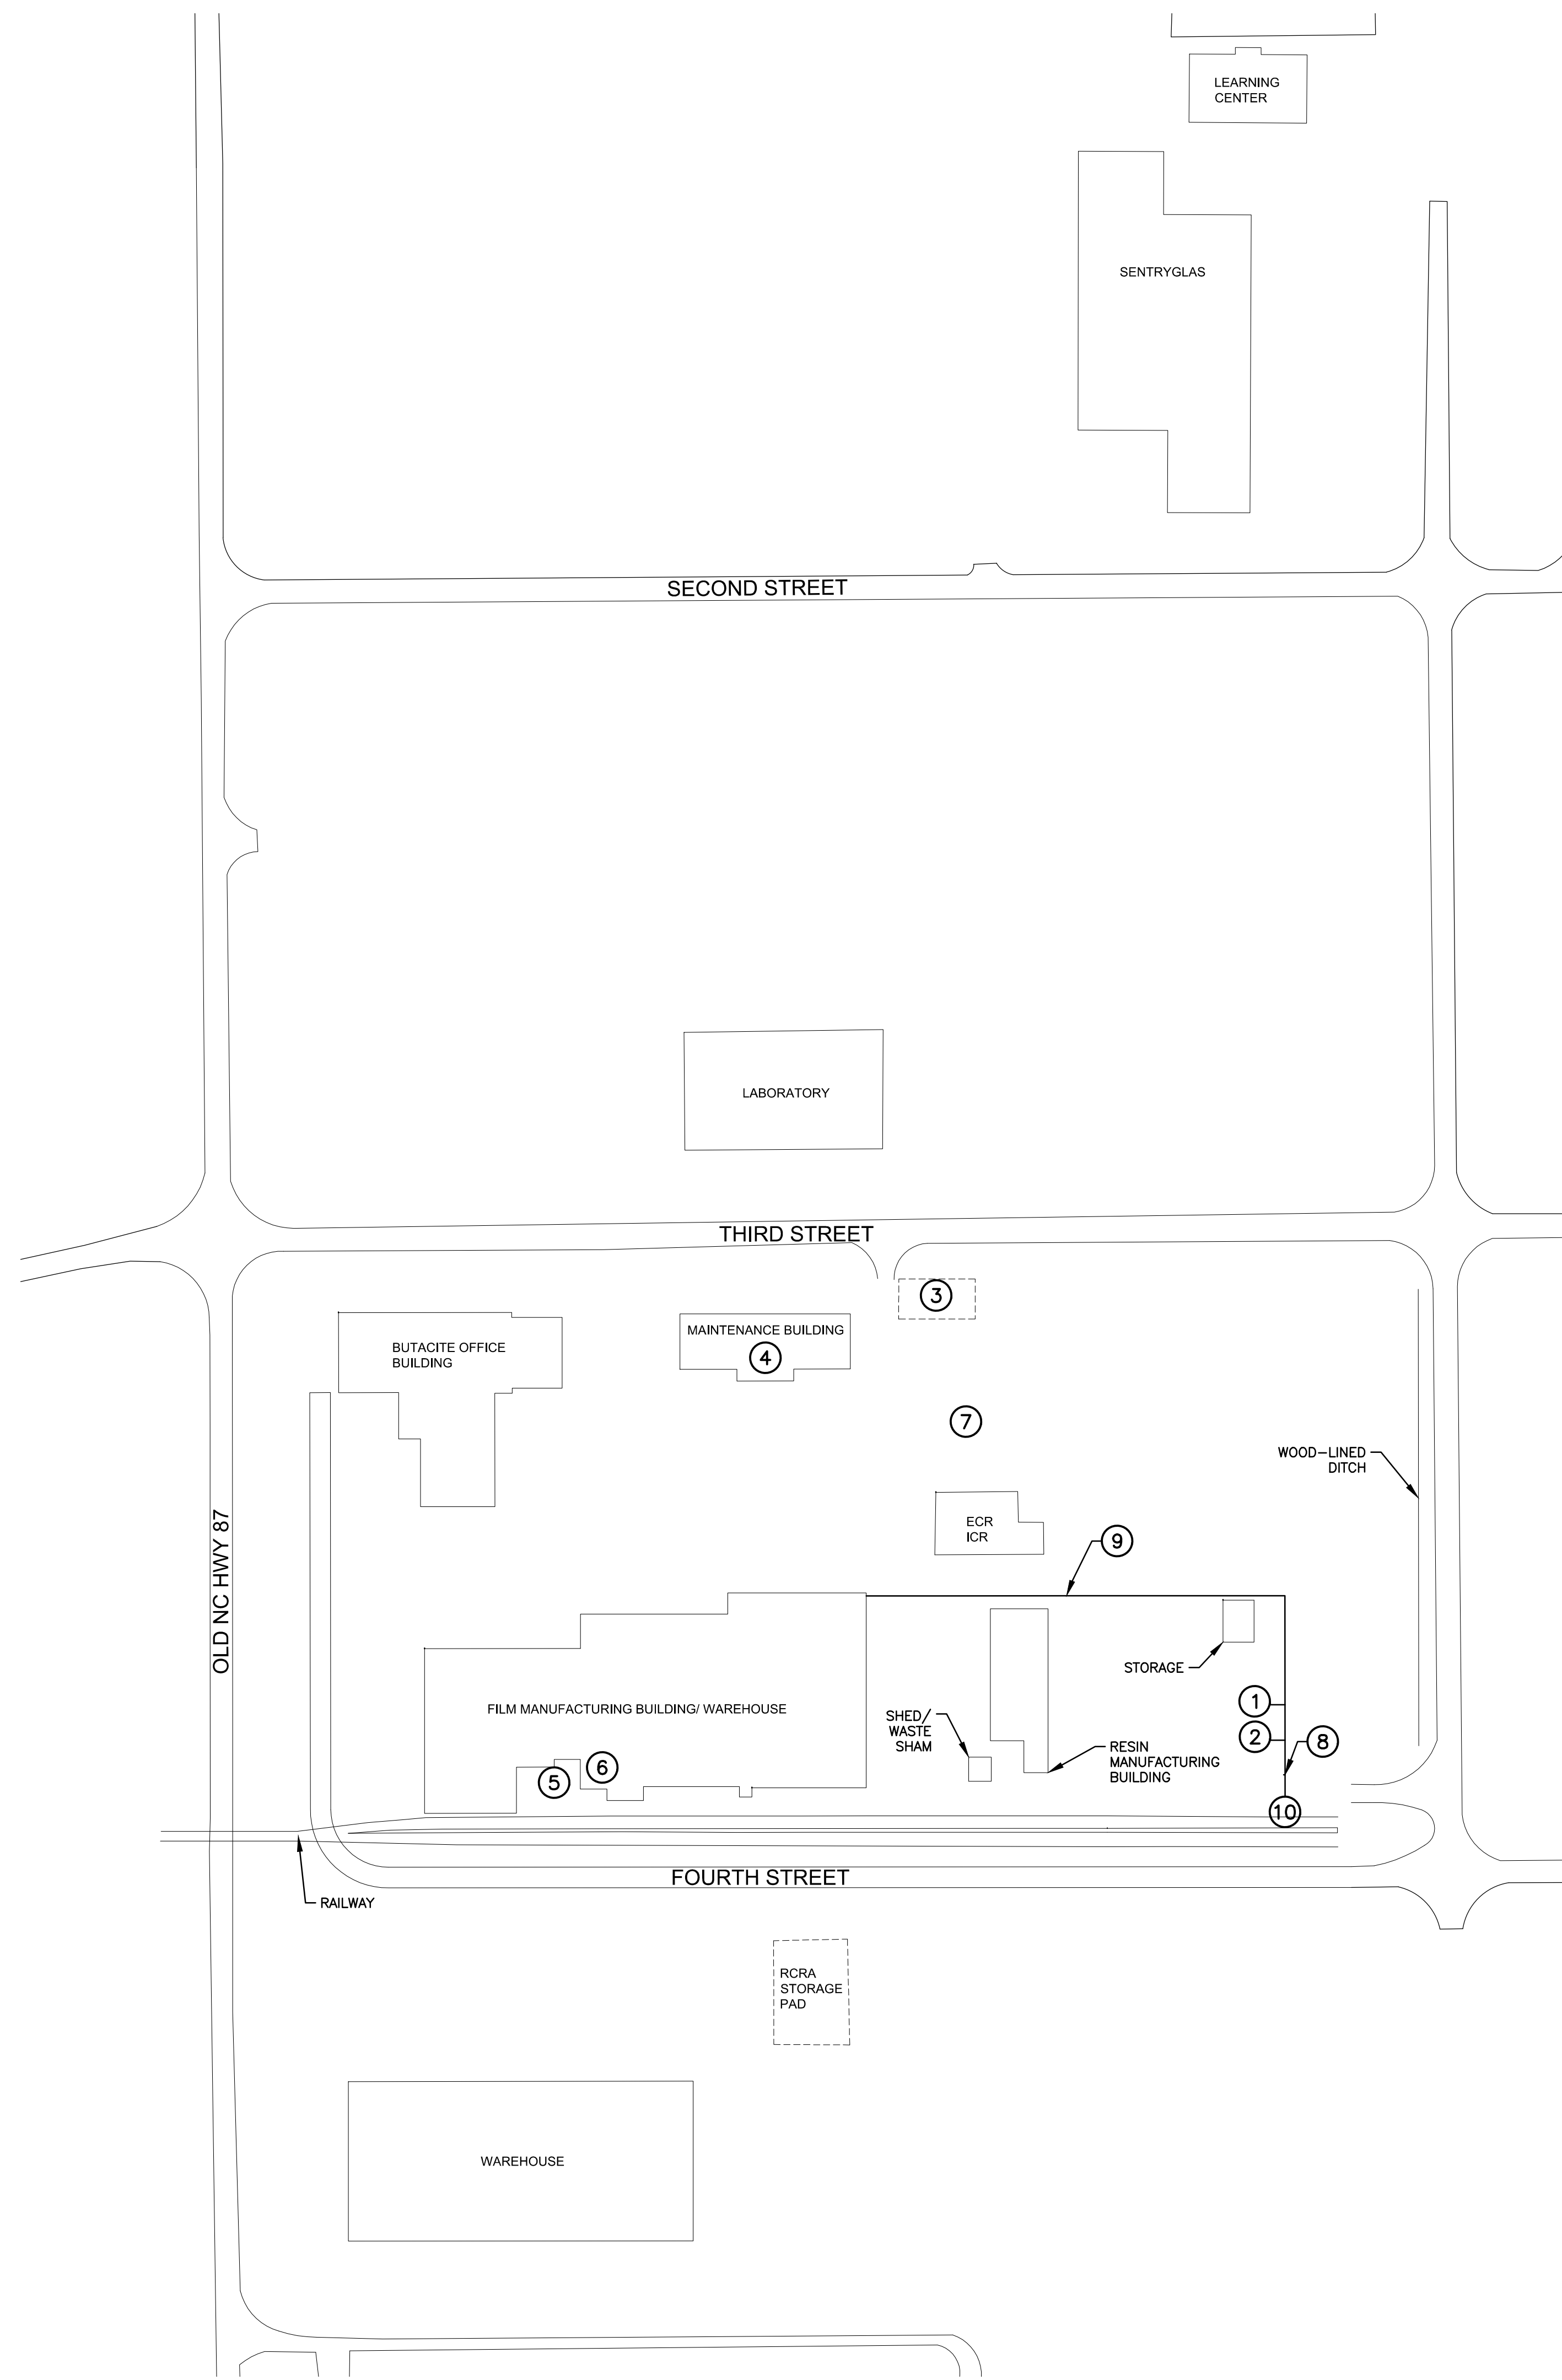 LEARNING
CENTER
SENTRYGLAS
SECOND STREET
LABORATORY
THIRD STREET
3
MAINTENANCE BUILDING
4
BUTACITE OFFICE
BUILDING
7
WOOD-LINED
DITCH
OLD NC HWY 87
ECR
ICR
9
STORAGE
FILM MANUFACTURING BUILDING/ WAREHOUSE
1
SHED/
WASTE
SHAM
2
8
RESIN
MANUFACTURING
BUILDING
5
6
10
FOURTH STREET
RAILWAY
RCRA
STORAGE
PAD
WAREHOUSE